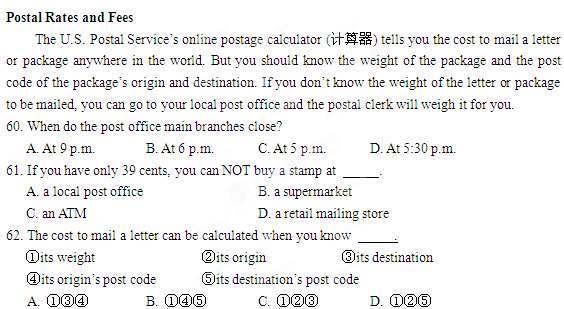 Postal Rates and Fees
The U.S. Postal Service's online postage calculator (计算器) tells you the cost to mail a letter
or package anywhere in the world. But you should know the weight of the package and the post
code of the package's origin and destination. If you don't know the weight of the letter or package
to be mailed, you can go to your local post office and the postal clerk will weigh it for you.
60. When do the post office main branches close?
A. At 9 p.m. B. At 6 p.m. C. At 5 p.m. D. At 5:30 p.m.
61. If you have only 39 cents, you can NOT buy a stamp at _____.
A. a local post office B. a supermarket
C. an ATM D. a retail mailing store
62. The cost to mail a letter can be calculated when you know _____.
①its weight ②its origin ③its destination
④its origin's post code ⑤its destination's post code
A. ①③④ B. ①④⑤ C. ①②③ D. ①②⑤